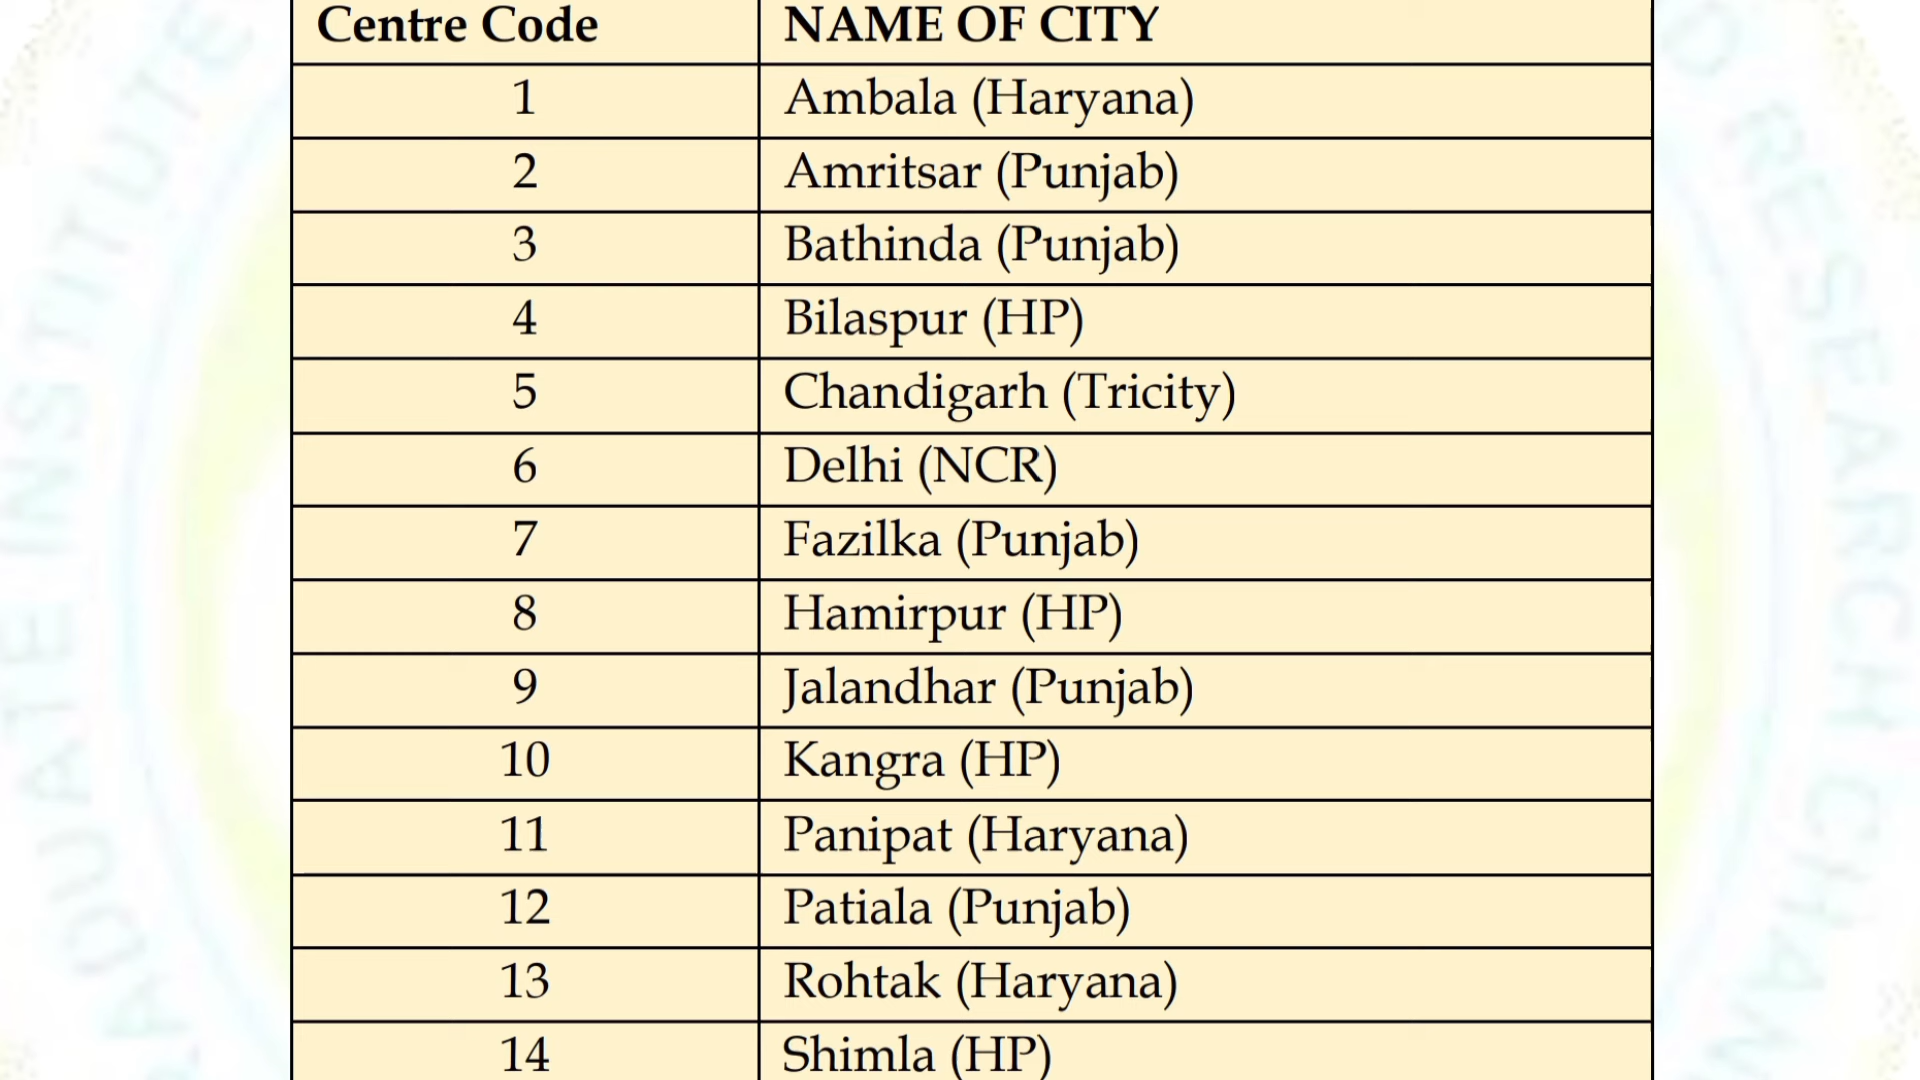 Centre Code NAME OF CITY
1 Ambala (Haryana)
2 Amritsar (Punjab)
3 Bathinda (Punjab)
4 Bilaspur (HP)
5 Chandigarh (Tricity)
6 Delhi (NCR)
7 Fazilka (Punjab)
8 Hamirpur (HP)
9 Jalandhar (Punjab)
10 Kangra (HP)
11 Panipat (Haryana)
12 Patiala (Punjab)
13 Rohtak (Haryana)
14 Shimla (HP)
INSTITUTE
RESEARCH